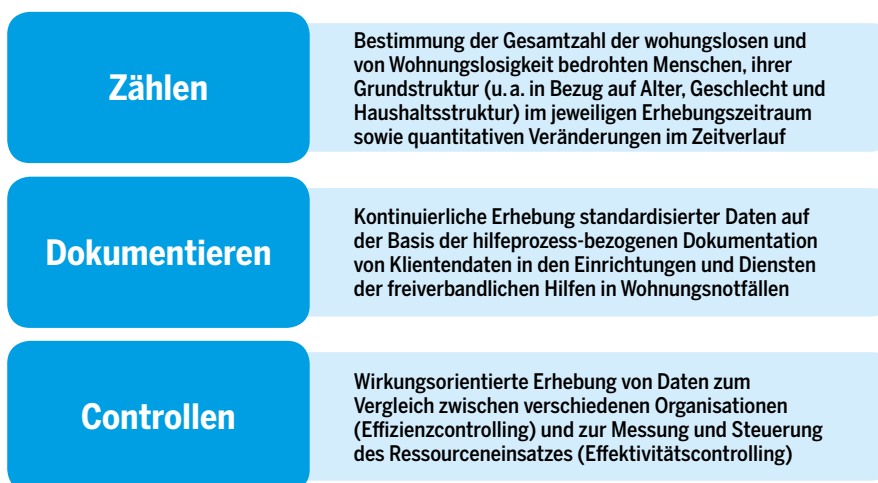 Zählen
Bestimmung der Gesamtzahl der wohungslosen und
von Wohnungslosigkeit bedrohten Menschen, ihrer
Grundstruktur (u. a. in Bezug auf Alter, Geschlecht und
Haushaltsstruktur) im jeweiligen Erhebungszeitraum
sowie quantitativen Veränderungen im Zeitverlauf
Dokumentieren
Kontinuierliche Erhebung standardisierter Daten auf
der Basis der hilfeprozess-bezogenen Dokumentation
von Klientendaten in den Einrichtungen und Diensten
der freiverbandlichen Hilfen in Wohnungsnotfällen
Controllen
Wirkungsorientierte Erhebung von Daten zum
Vergleich zwischen verschiedenen Organisationen
(Effizienzcontrolling) und zur Messung und Steuerung
des Ressourceneinsatzes (Effektivitätscontrolling)